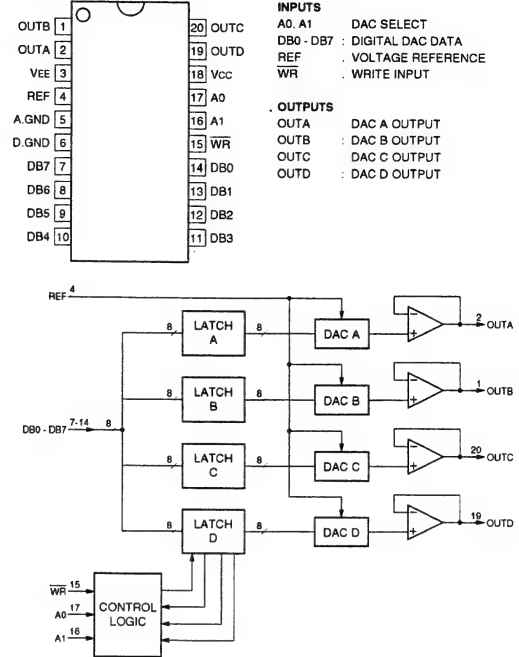 INPUTS
A0, A1 DAC SELECT
DB0 - DB7 : DIGITAL DAC DATA
REF . VOLTAGE REFERENCE
WR WRITE INPUT
. OUTPUTS
OUTA DAC A OUTPUT
OUTB : DAC B OUTPUT
OUTC DAC C OUTPUT
OUTD : DAC D OUTPUT
OUTB 1 20 OUTC
OUTA 2 19 OUTD
VEE 3 18 VCC
REF 4 17 A0
A.GND 5 16 A1
D.GND 6 15 WR
DB7 7 14 DB0
DB6 8 13 DB1
DB5 9 12 DB2
DB4 10 11 DB3
REF 4
8 LATCH A 8 DAC A - + 2 OUTA
8 LATCH B 8 DAC B - + 1 OUTB
DB0 - DB7 7-14 8
8 LATCH C 8 DAC C - + 20 OUTC
8 LATCH D 8 DAC D - + 19 OUTD
WR 15
A0 17
A1 16
CONTROL
LOGIC